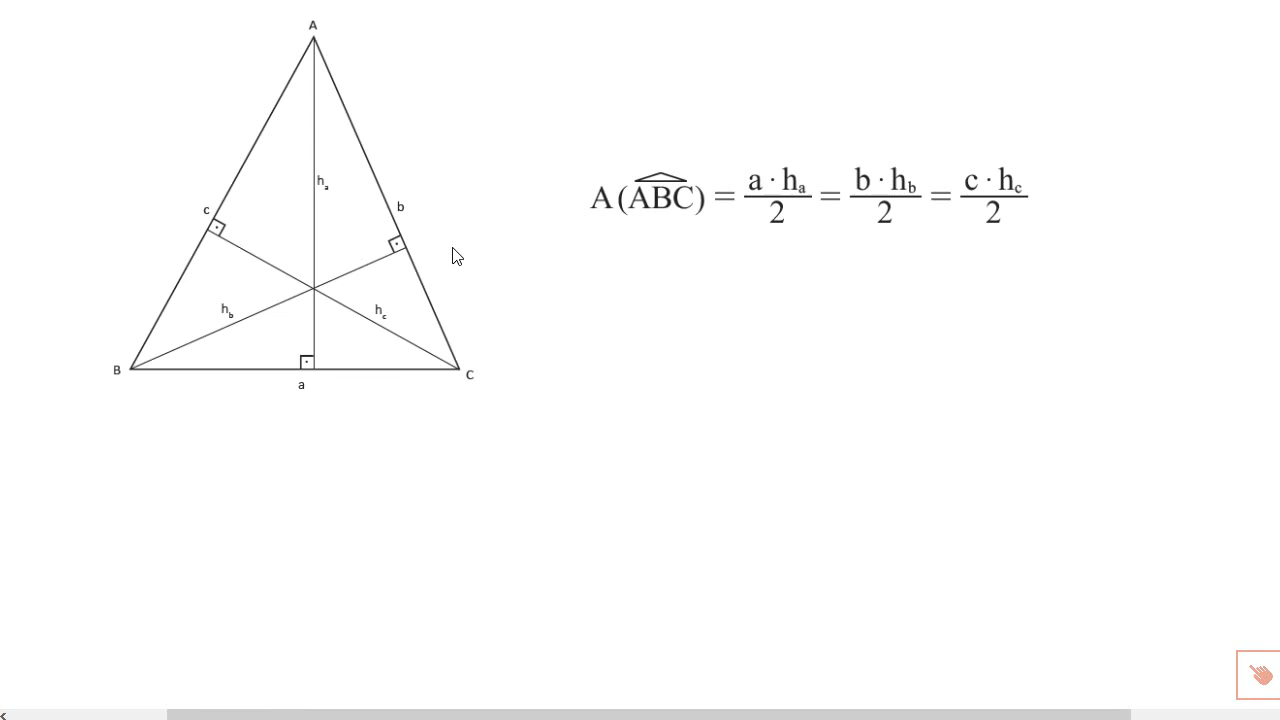 A
h_a
c
b
h_b
h_c
B
C
a
A(ABC) = a · h_a / 2 = b · h_b / 2 = c · h_c / 2